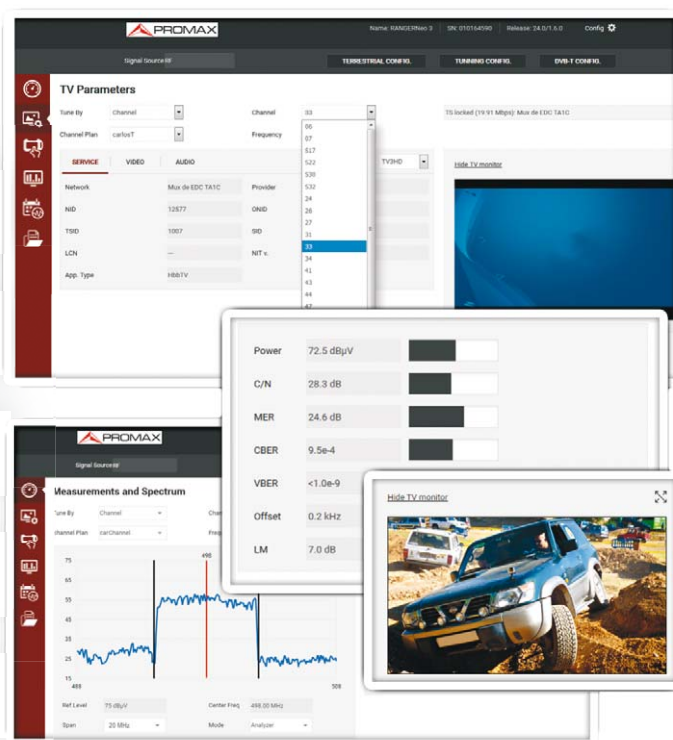 PROMAX
Name: RANGERNeo 3 SN: 010164590 Release: 24.0/1.6.0 Config
Signal Source RF
TERRESTRIAL CONFIG. TUNNING CONFIG. DVB-T CONFIG.
TV Parameters
Tune By Channel Channel 33 TS locked (19.91 Mbps): Mux de EDC TA1C
Channel Plan carlosT Frequency
06
07
S17
S22
S30
S32
24
26
27
31
33
34
41
43
44
47
SERVICE VIDEO AUDIO TV3HD Hide TV monitor
Network Mux de EDC TA1C Provider
NID 12577 ONID
TSID 1007 SID
LCN --- NIT v.
App. Type HbbTV
Power 72.5 dBµV
C/N 28.3 dB
MER 24.6 dB
CBER 9.5e-4
VBER <1.0e-9
Offset 0.2 kHz
LM 7.0 dB
PROMAX
Signal Source RF
Measurements and Spectrum
Tune By Channel
Channel Plan carChannel
498
75
65
55
45
35
25
15
488 508
Ref Level 75 dBµV Center Freq 498.00 MHz
Span 20 MHz Mode Analyzer
Hide TV monitor